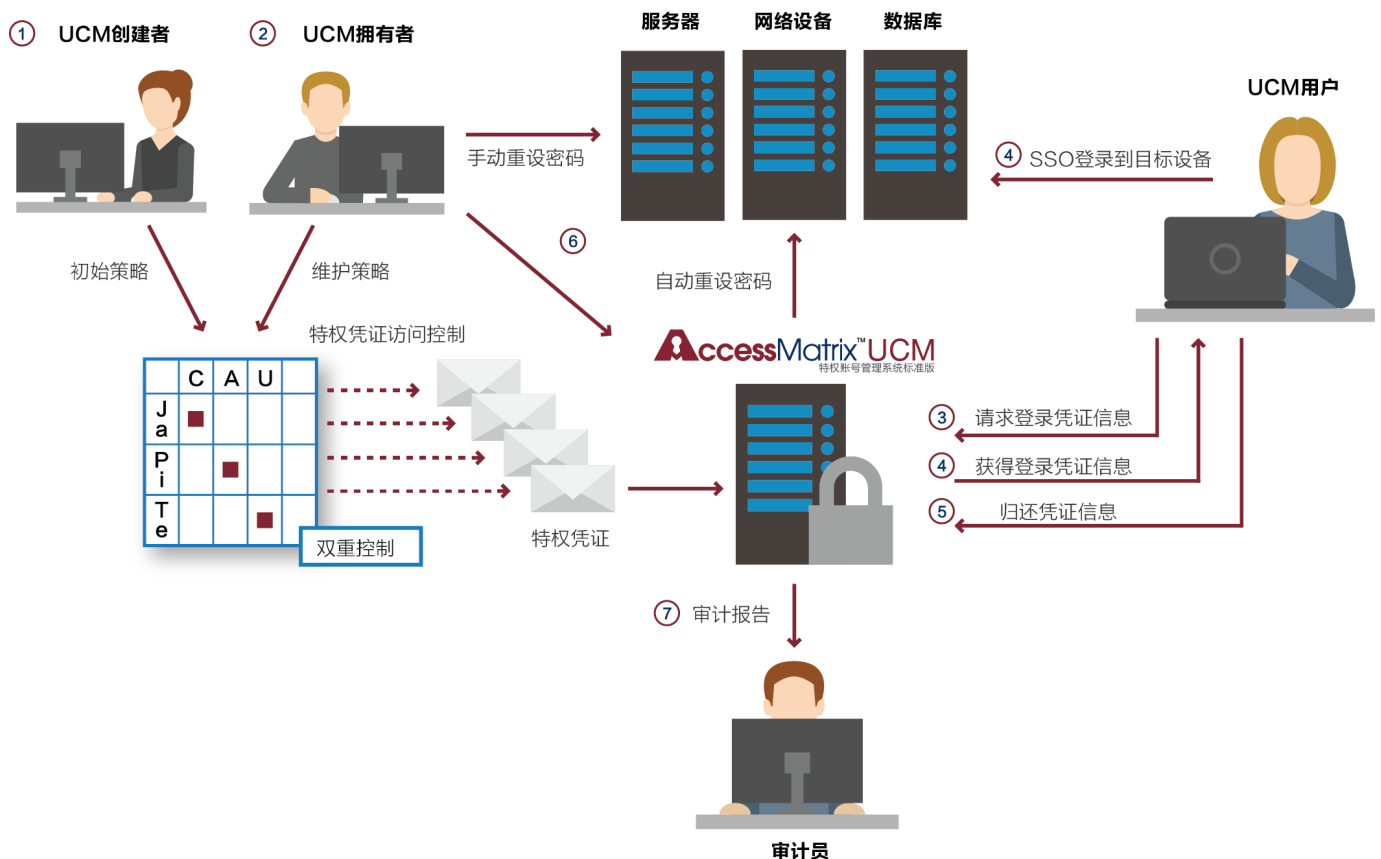 ① UCM创建者
② UCM拥有者
服务器 网络设备 数据库
UCM用户
手动重设密码
④ SSO登录到目标设备
⑥
初始策略
维护策略
自动重设密码
特权凭证访问控制
AccessMatrix™UCM
特权账号管理系统标准版
C A U
Ja
Pi
Te
双重控制
特权凭证
③ 请求登录凭证信息
④ 获得登录凭证信息
⑤ 归还凭证信息
⑦ 审计报告
审计员